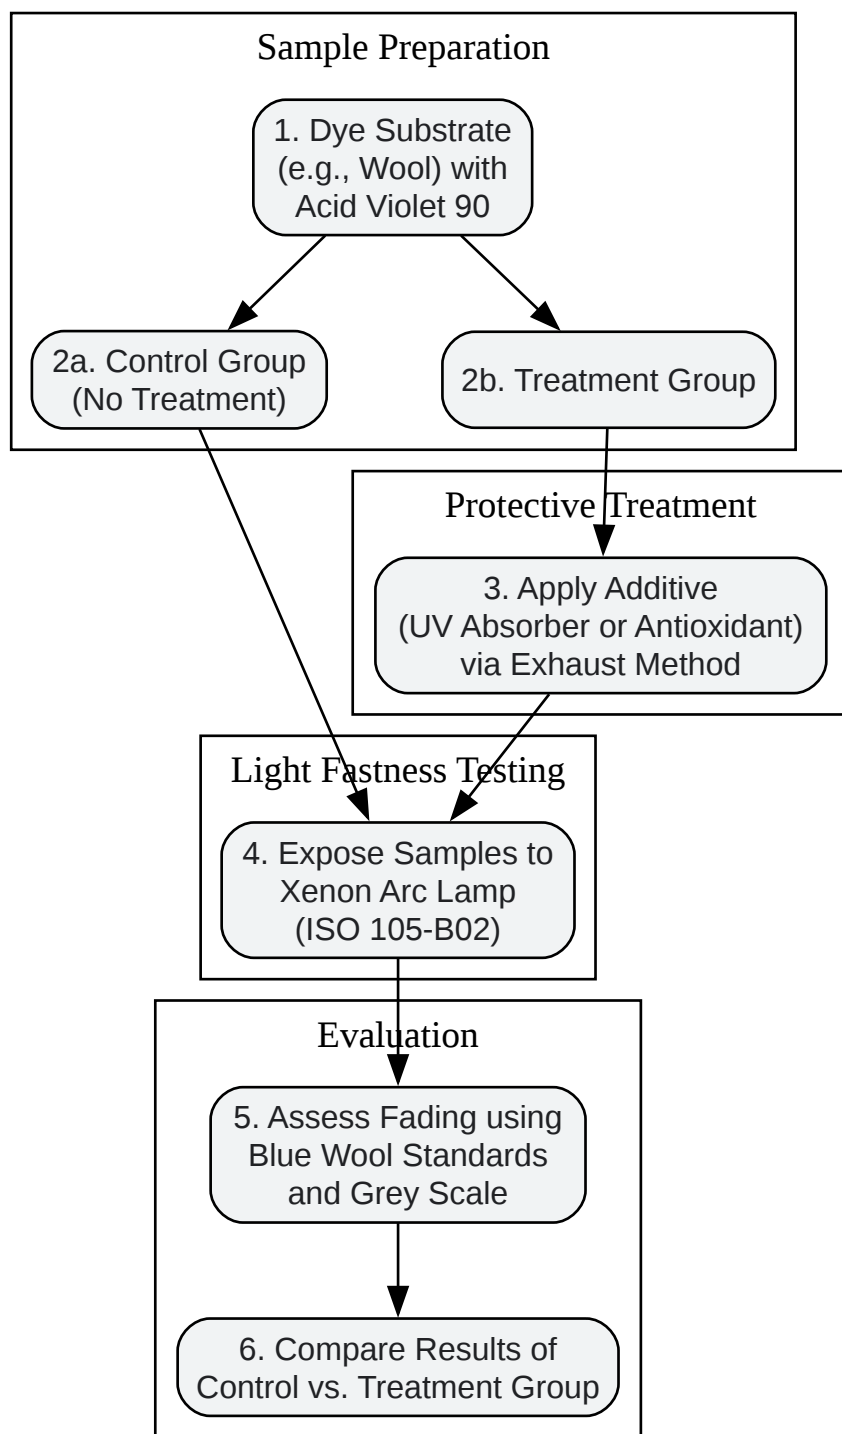 Sample Preparation
1. Dye Substrate
(e.g., Wool) with
Acid Violet 90
2a. Control Group
(No Treatment)
2b. Treatment Group
Protective Treatment
3. Apply Additive
(UV Absorber or Antioxidant)
via Exhaust Method
Light Fastness Testing
4. Expose Samples to
Xenon Arc Lamp
(ISO 105-B02)
Evaluation
5. Assess Fading using
Blue Wool Standards
and Grey Scale
6. Compare Results of
Control vs. Treatment Group